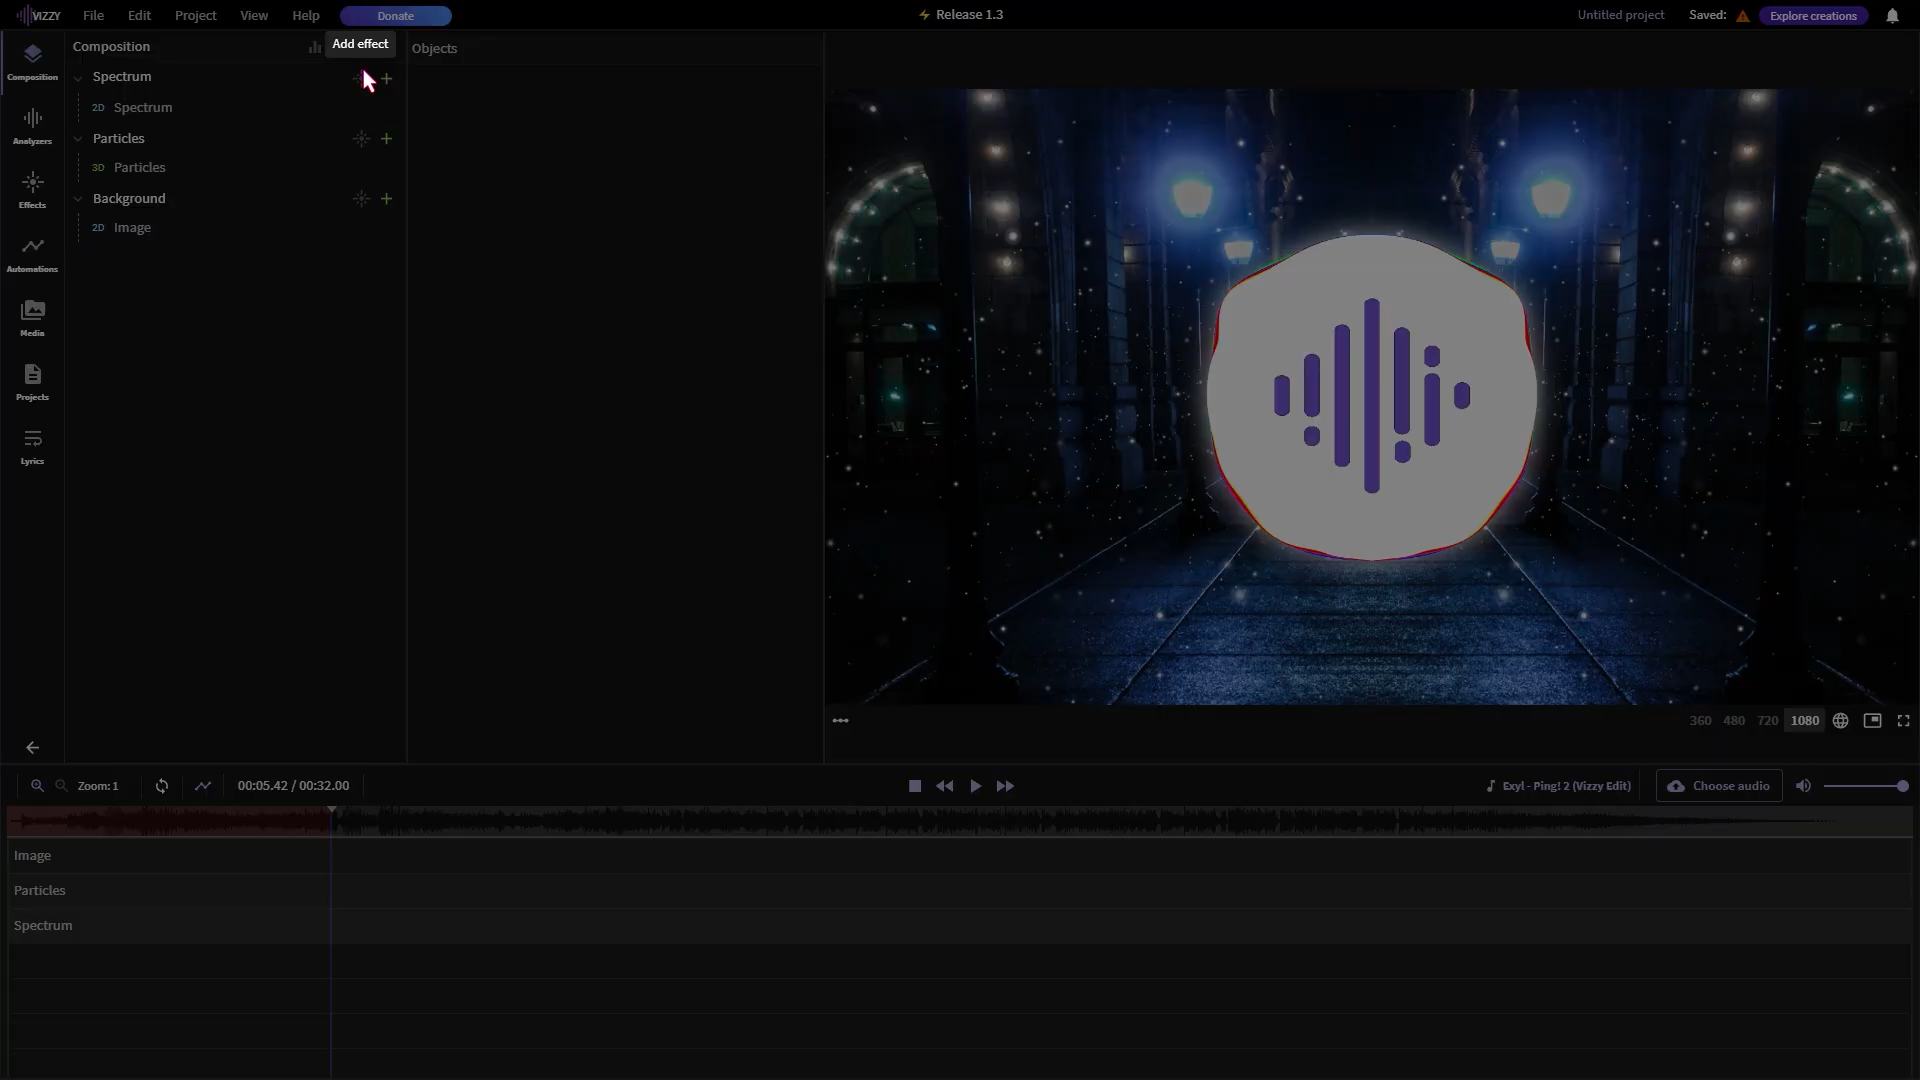 VIZZY
File
Edit
Project
View
Help
Donate
Release 1.3
Untitled project
Saved:
Explore creations
Composition
Add effect
Objects
Composition
Spectrum
2D Spectrum
Analyzers
Particles
3D Particles
Effects
Background
2D Image
Automations
Media
Projects
Lyrics
360
480
720
1080
Zoom: 1
00:05.42 / 00:32.00
Exyl - Ping! 2 (Vizzy Edit)
Choose audio
Image
Particles
Spectrum